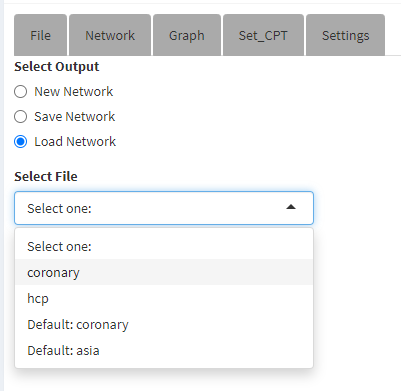 File Network Graph Set_CPT Settings
Select Output
New Network
Save Network
Load Network
Select File
Select one:
Select one:
coronary
hcp
Default: coronary
Default: asia